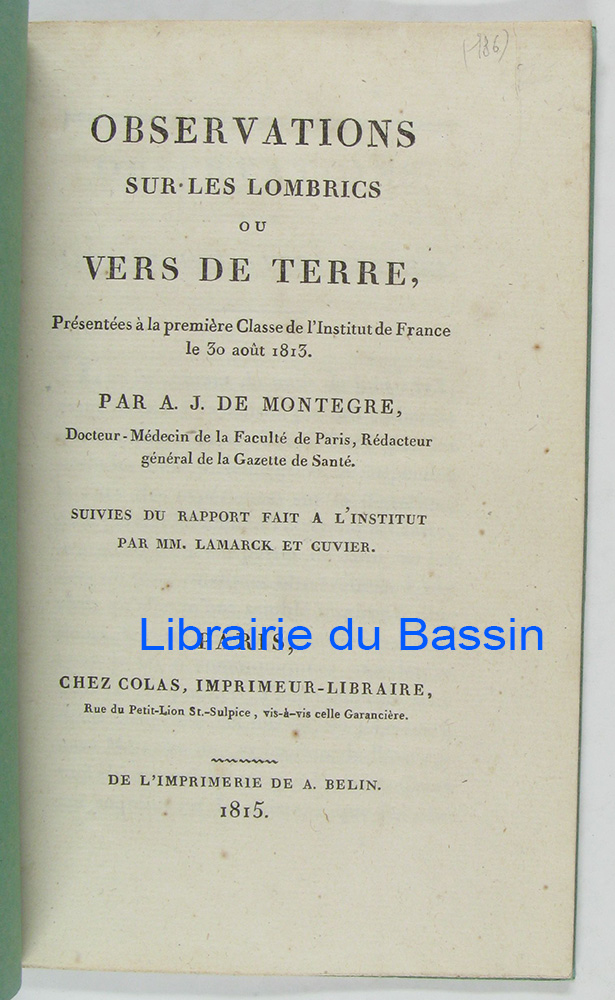 (186)
OBSERVATIONS
SUR LES LOMBRICS
OU
VERS DE TERRE,
Présentées à la première Classe de l'Institut de France
le 30 août 1813.
PAR A. J. DE MONTEGRE,
Docteur-Médecin de la Faculté de Paris, Rédacteur
général de la Gazette de Santé.
SUIVIES DU RAPPORT FAIT A L'INSTITUT
PAR MM. LAMARCK ET CUVIER.
Librairie du Bassin
PARIS,
CHEZ COLAS, IMPRIMEUR-LIBRAIRE,
Rue du Petit-Lion St.-Sulpice, vis-à-vis celle Garancière.
DE L'IMPRIMERIE DE A. BELIN.
1815.